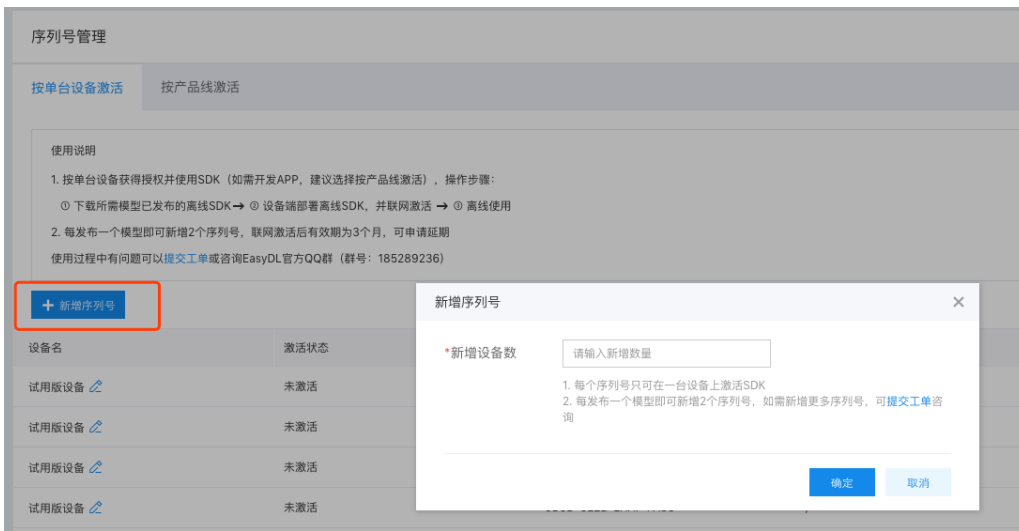 序列号管理
按单台设备激活 按产品线激活
使用说明
1. 按单台设备获得授权并使用SDK（如需开发APP，建议选择按产品线激活），操作步骤：
① 下载所需模型已发布的离线SDK→ ② 设备端部署离线SDK，并联网激活 → ③ 离线使用
2. 每发布一个模型即可新增2个序列号，联网激活后有效期为3个月，可申请延期
使用过程中有问题可以提交工单或咨询EasyDL官方QQ群（群号：185289236）
+ 新增序列号
设备名 激活状态
试用版设备 未激活
试用版设备 未激活
试用版设备 未激活
试用版设备 未激活
新增序列号
*新增设备数 请输入新增数量
1. 每个序列号只可在一台设备上激活SDK
2. 每发布一个模型即可新增2个序列号，如需新增更多序列号，可提交工单咨
询
确定 取消